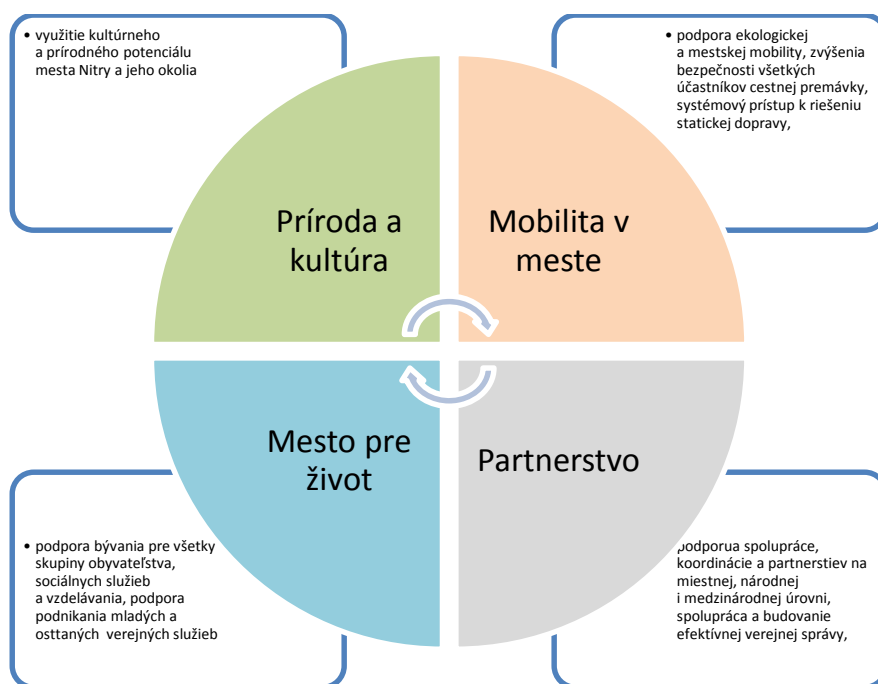 • využitie kultúrneho
a prírodného potenciálu
mesta Nitry a jeho okolia
• podpora ekologickej
a mestskej mobility, zvýšenia
bezpečnosti všetkých
účastníkov cestnej premávky,
systémový prístup k riešeniu
statickej dopravy,
Príroda a
kultúra
Mobilita v
meste
Mesto pre
život
Partnerstvo
• podpora bývania pre všetky
skupiny obyvateľstva,
sociálnych služieb
a vzdelávania, podpora
podnikania mladých a
osttaných verejných služieb
podporua spolupráce,
koordinácie a partnerstiev na
miestnej, národnej
i medzinárodnej úrovni,
spolupráca a budovanie
efektívnej verejnej správy,